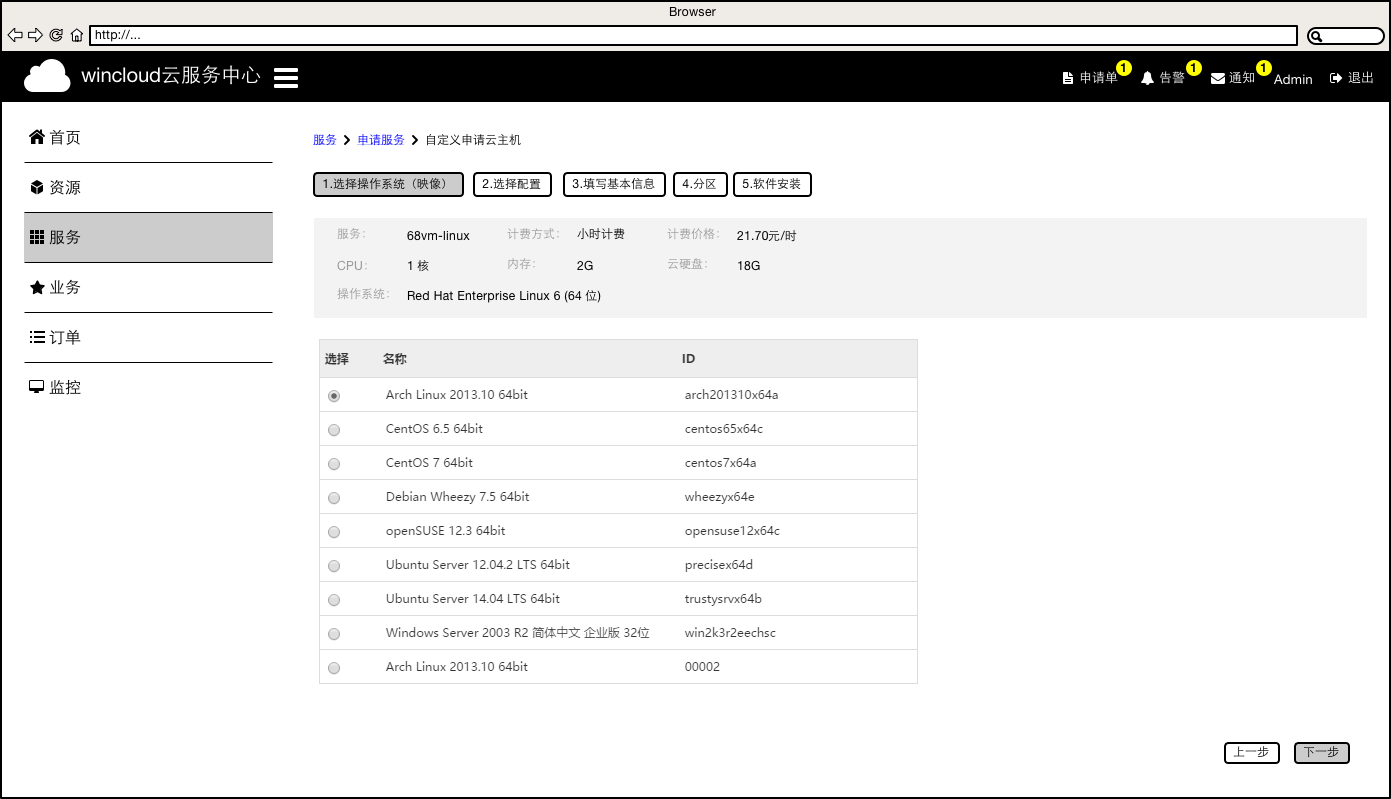 Browser
http://...
wincloud云服务中心
申请单 1 告警 1 通知 1 Admin 退出
首页
资源
服务
业务
订单
监控
服务 申请服务 自定义申请云主机
1.选择操作系统（映像） 2.选择配置 3.填写基本信息 4.分区 5.软件安装
服务： 68vm-linux 计费方式： 小时计费 计费价格： 21.70元/时
CPU： 1 核 内存： 2G 云硬盘： 18G
操作系统： Red Hat Enterprise Linux 6 (64 位)
选择 名称 ID
Arch Linux 2013.10 64bit arch201310x64a
CentOS 6.5 64bit centos65x64c
CentOS 7 64bit centos7x64a
Debian Wheezy 7.5 64bit wheezyx64e
openSUSE 12.3 64bit opensuse12x64c
Ubuntu Server 12.04.2 LTS 64bit precisex64d
Ubuntu Server 14.04 LTS 64bit trustysrvx64b
Windows Server 2003 R2 简体中文 企业版 32位 win2k3r2eechsc
Arch Linux 2013.10 64bit 00002
上一步 下一步